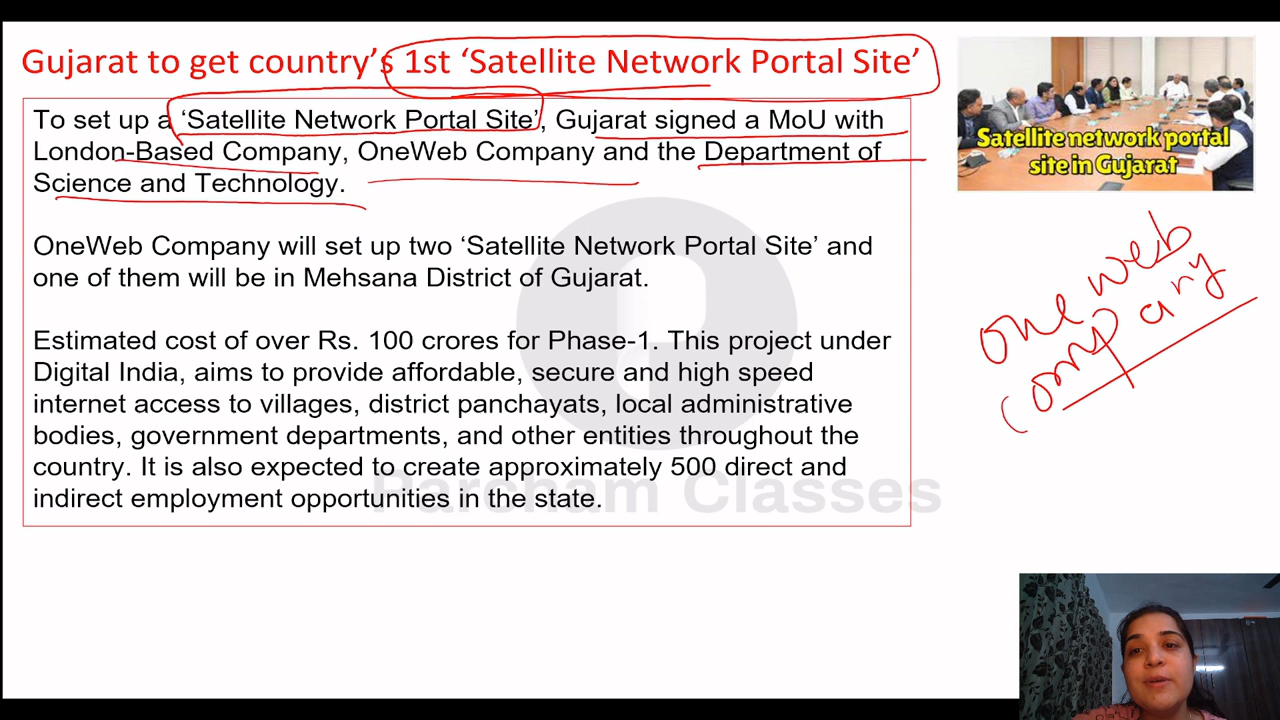 Gujarat to get country's 1st 'Satellite Network Portal Site'
To set up a 'Satellite Network Portal Site', Gujarat signed a MoU with
London-Based Company, OneWeb Company and the Department of
Science and Technology.
OneWeb Company will set up two 'Satellite Network Portal Site' and
one of them will be in Mehsana District of Gujarat.
Estimated cost of over Rs. 100 crores for Phase-1. This project under
Digital India, aims to provide affordable, secure and high speed
internet access to villages, district panchayats, local administrative
bodies, government departments, and other entities throughout the
country. It is also expected to create approximately 500 direct and
indirect employment opportunities in the state.
Parcham Classes
Satellite network portal
site in Gujarat
one web
company